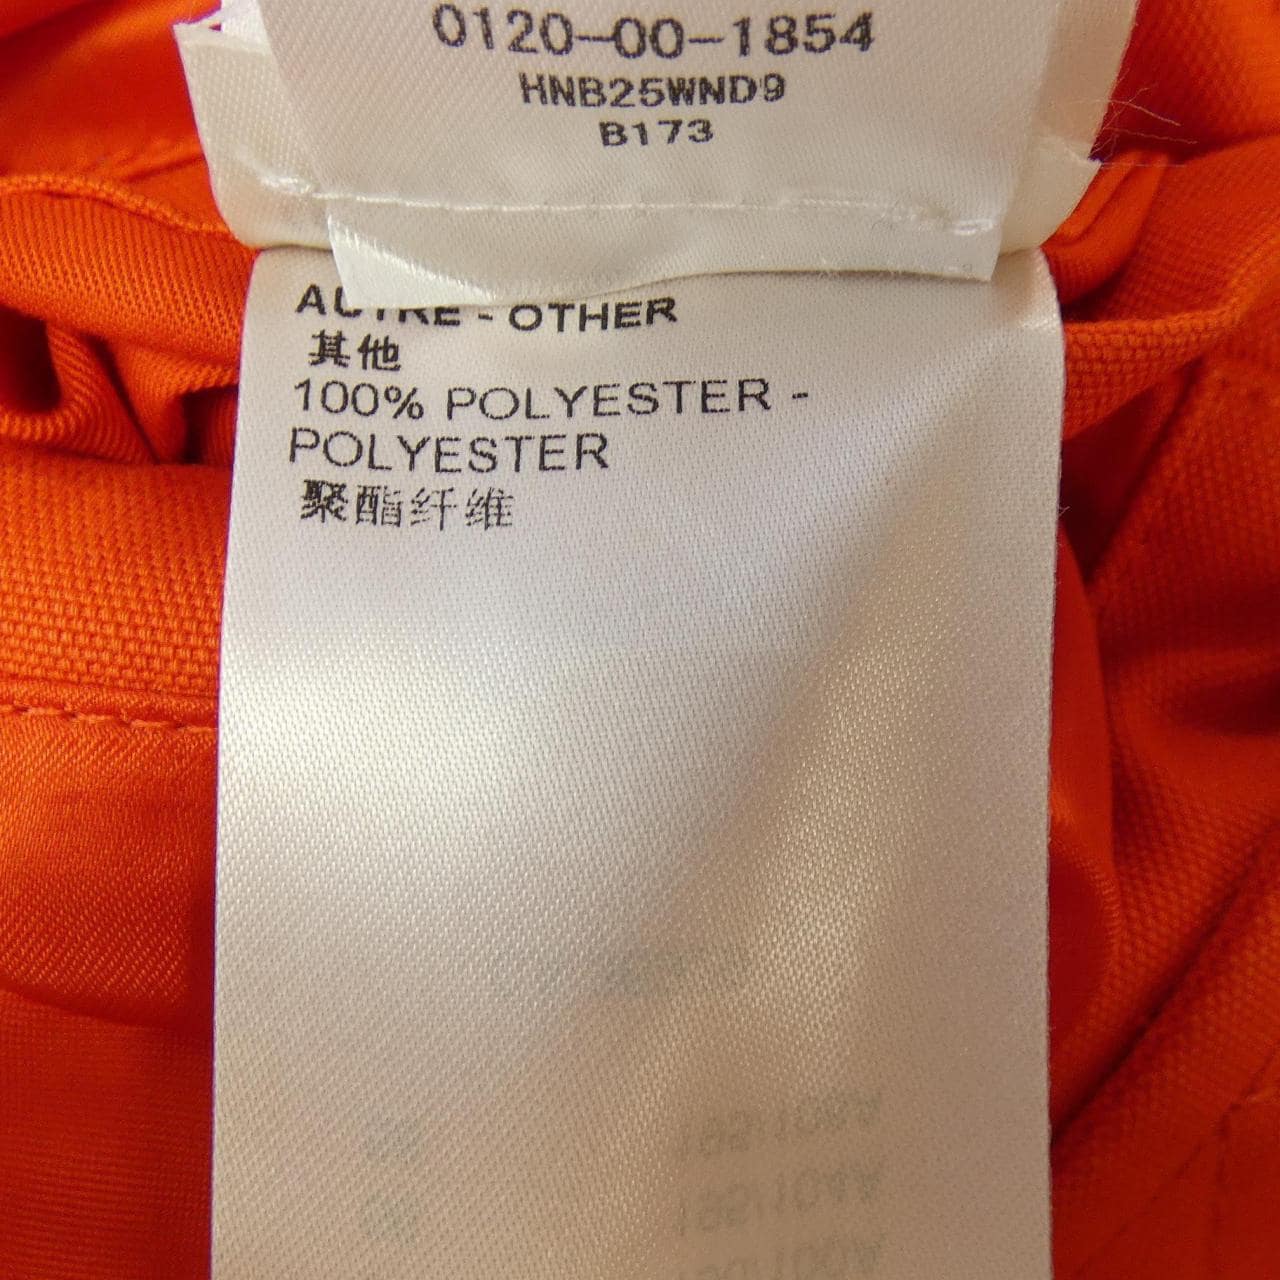 0120-00-1854
HNB25WND9
B173
AUTRE - OTHER
其他
100% POLYESTER -
POLYESTER
聚酯纤维